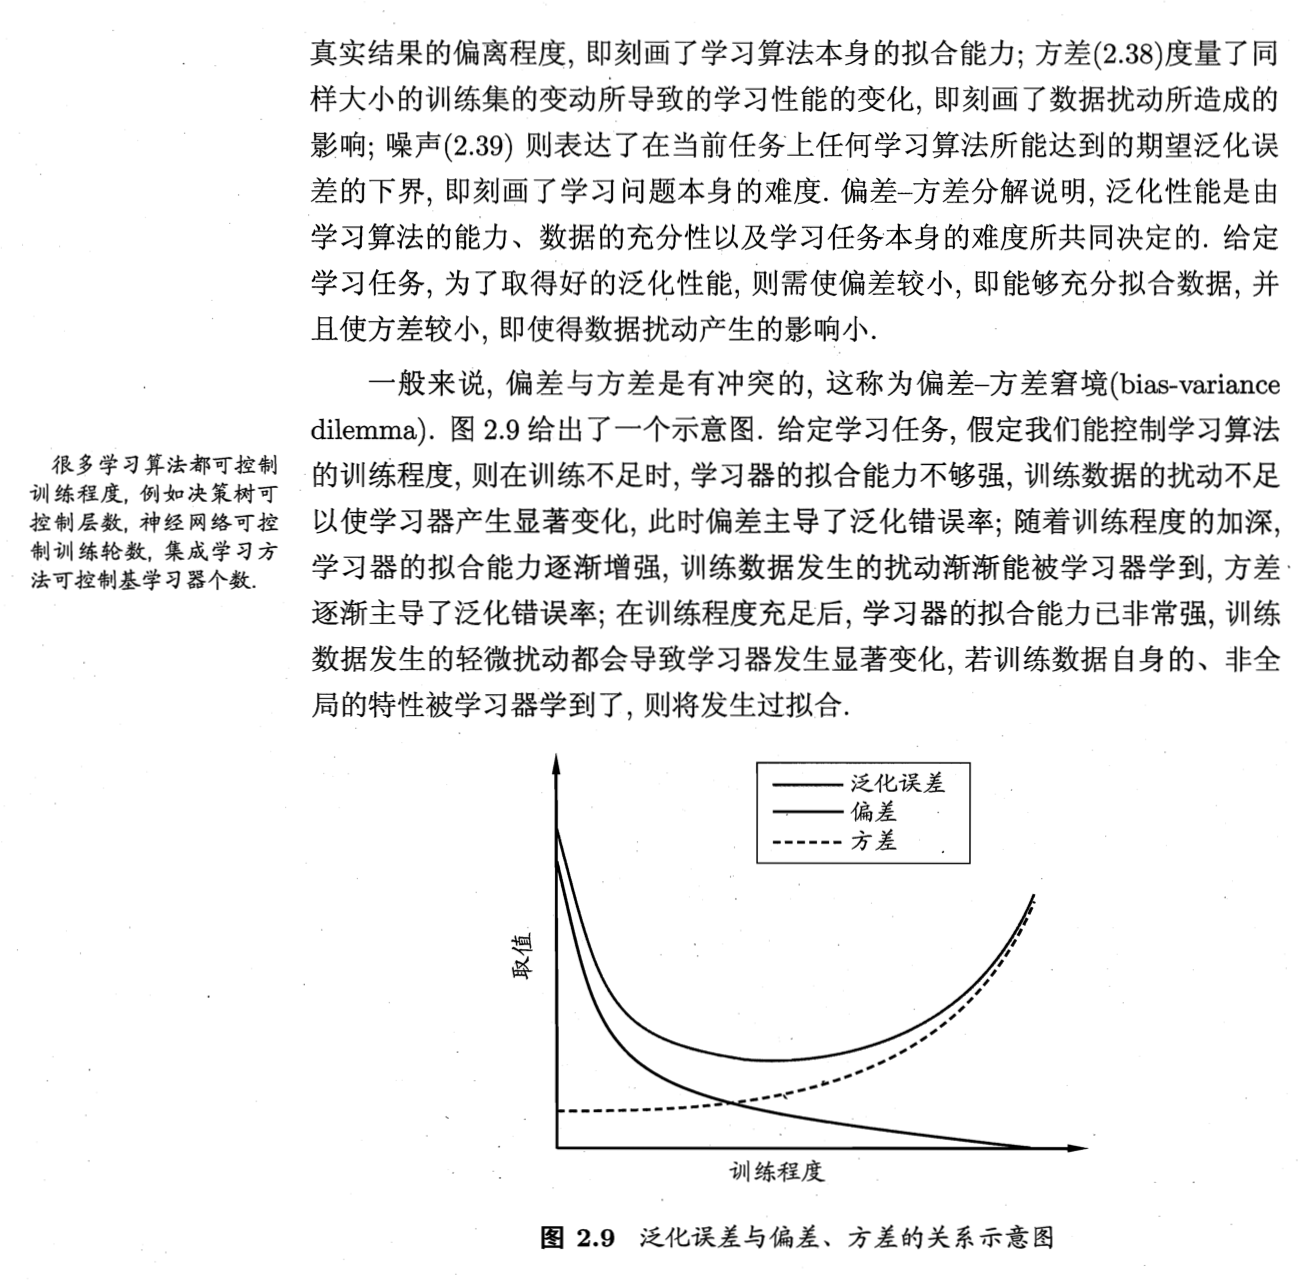 真实结果的偏离程度, 即刻画了学习算法本身的拟合能力; 方差(2.38)度量了同
样大小的训练集的变动所导致的学习性能的变化, 即刻画了数据扰动所造成的
影响; 噪声(2.39) 则表达了在当前任务上任何学习算法所能达到的期望泛化误
差的下界, 即刻画了学习问题本身的难度. 偏差–方差分解说明, 泛化性能是由
学习算法的能力、数据的充分性以及学习任务本身的难度所共同决定的. 给定
学习任务, 为了取得好的泛化性能, 则需使偏差较小, 即能够充分拟合数据, 并
且使方差较小, 即使得数据扰动产生的影响小.
一般来说, 偏差与方差是有冲突的, 这称为偏差–方差窘境(bias-variance
dilemma). 图 2.9 给出了一个示意图. 给定学习任务, 假定我们能控制学习算法
的训练程度, 则在训练不足时, 学习器的拟合能力不够强, 训练数据的扰动不足
以使学习器产生显著变化, 此时偏差主导了泛化错误率; 随着训练程度的加深,
学习器的拟合能力逐渐增强, 训练数据发生的扰动渐渐能被学习器学到, 方差
逐渐主导了泛化错误率; 在训练程度充足后, 学习器的拟合能力已非常强, 训练
数据发生的轻微扰动都会导致学习器发生显著变化, 若训练数据自身的、非全
局的特性被学习器学到了, 则将发生过拟合.
很多学习算法都可控制
训练程度, 例如决策树可
控制层数, 神经网络可控
制训练轮数, 集成学习方
法可控制基学习器个数.
泛化误差
偏差
方差
取值
训练程度
图 2.9 泛化误差与偏差、方差的关系示意图